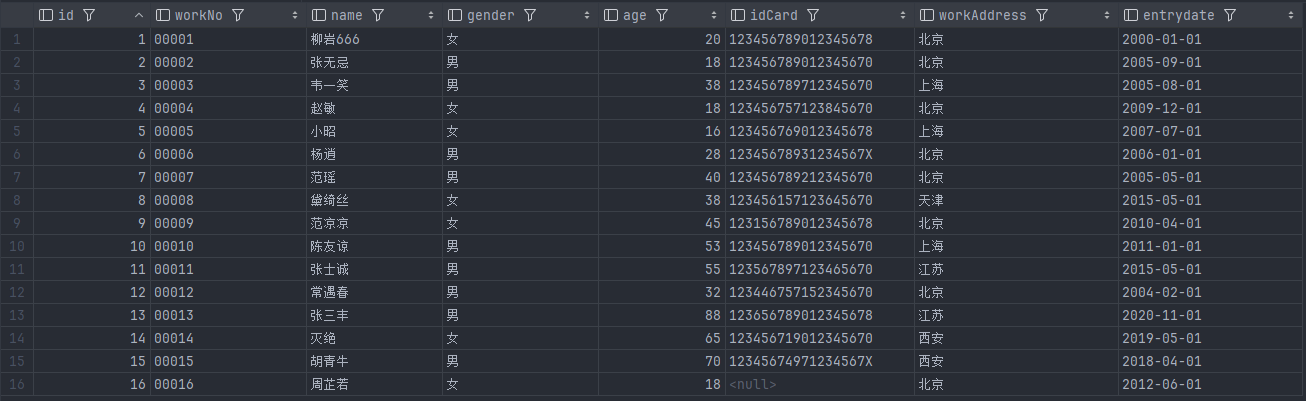 id workNo name gender age idCard workAddress entrydate
1 1 00001 柳岩666 女 20 123456789012345678 北京 2000-01-01
2 2 00002 张无忌 男 18 123456789012345670 北京 2005-09-01
3 3 00003 韦一笑 男 38 123456789712345670 上海 2005-08-01
4 4 00004 赵敏 女 18 123456757123845670 北京 2009-12-01
5 5 00005 小昭 女 16 123456769012345678 上海 2007-07-01
6 6 00006 杨逍 男 28 12345678931234567X 北京 2006-01-01
7 7 00007 范瑶 男 40 123456789212345670 北京 2005-05-01
8 8 00008 黛绮丝 女 38 123456157123645670 天津 2015-05-01
9 9 00009 范凉凉 女 45 123156789012345678 北京 2010-04-01
10 10 00010 陈友谅 男 53 123456789012345670 上海 2011-01-01
11 11 00011 张士诚 男 55 123567897123465670 江苏 2015-05-01
12 12 00012 常遇春 男 32 123446757152345670 北京 2004-02-01
13 13 00013 张三丰 男 88 123656789012345678 江苏 2020-11-01
14 14 00014 灭绝 女 65 123456719012345670 西安 2019-05-01
15 15 00015 胡青牛 男 70 12345674971234567X 西安 2018-04-01
16 16 00016 周芷若 女 18 <null> 北京 2012-06-01